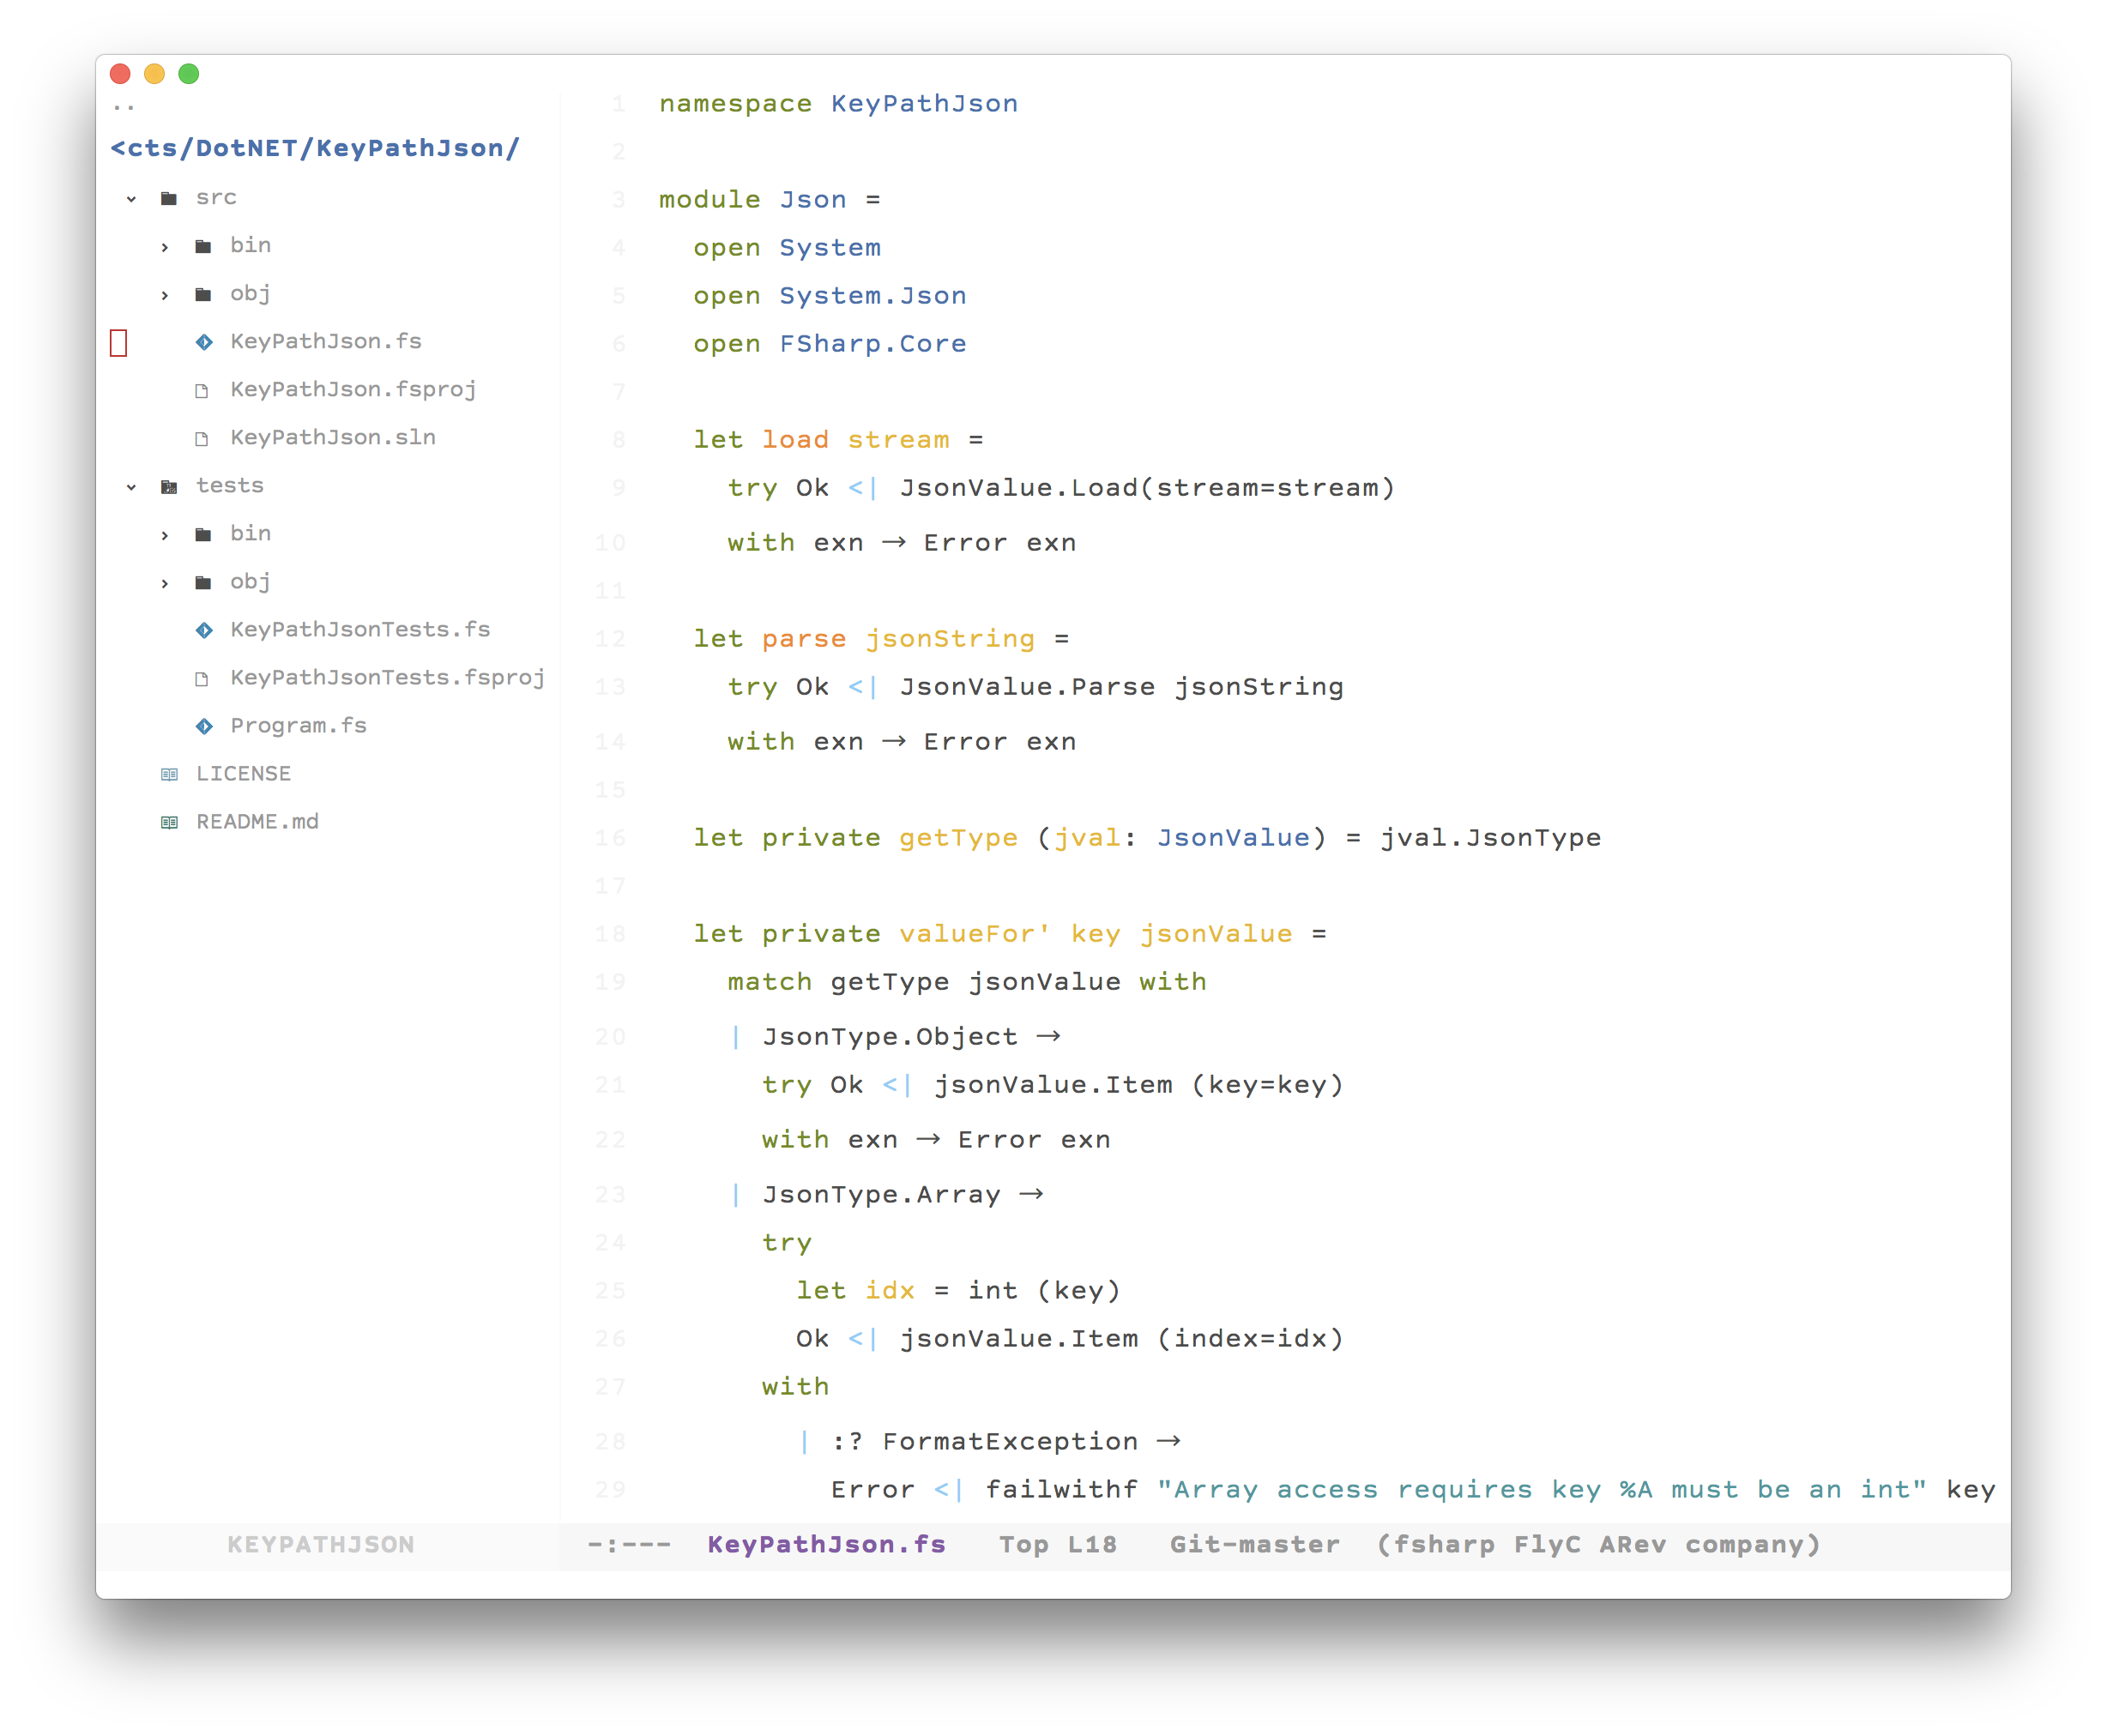 ..
<cts/DotNET/KeyPathJson/
src
bin
obj
KeyPathJson.fs
KeyPathJson.fsproj
KeyPathJson.sln
tests
bin
obj
KeyPathJsonTests.fs
KeyPathJsonTests.fsproj
Program.fs
LICENSE
README.md
KEYPATHJSON
1 namespace KeyPathJson
2
3 module Json =
4   open System
5   open System.Json
6   open FSharp.Core
7
8   let load stream =
9     try Ok <| JsonValue.Load(stream=stream)
10     with exn → Error exn
11
12   let parse jsonString =
13     try Ok <| JsonValue.Parse jsonString
14     with exn → Error exn
15
16   let private getType (jval: JsonValue) = jval.JsonType
17
18   let private valueFor' key jsonValue =
19     match getType jsonValue with
20     | JsonType.Object →
21       try Ok <| jsonValue.Item (key=key)
22       with exn → Error exn
23     | JsonType.Array →
24       try
25         let idx = int (key)
26         Ok <| jsonValue.Item (index=idx)
27       with
28         | :? FormatException →
29           Error <| failwithf "Array access requires key %A must be an int" key
-:--- KeyPathJson.fs Top L18 Git-master (fsharp FlyC ARev company)